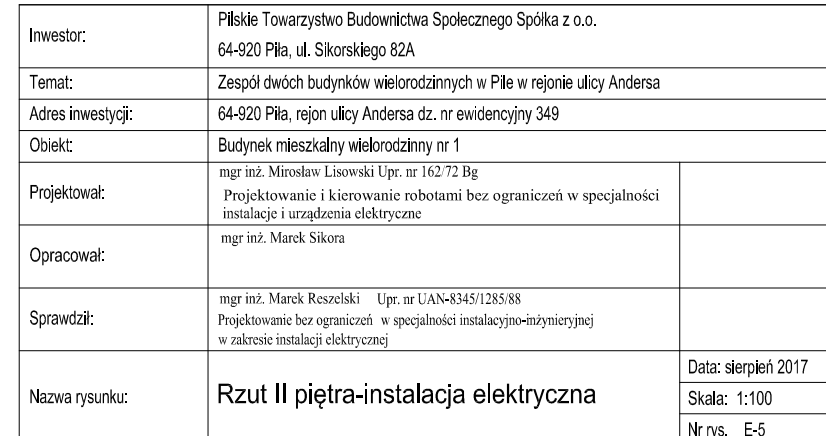 Inwestor:
Pilskie Towarzystwo Budownictwa Społecznego Spółka z o.o.
64-920 Piła, ul. Sikorskiego 82A
Temat:
Zespół dwóch budynków wielorodzinnych w Pile w rejonie ulicy Andersa
Adres inwestycji:
64-920 Piła, rejon ulicy Andersa dz. nr ewidencyjny 349
Obiekt:
Budynek mieszkalny wielorodzinny nr 1
Projektował:
mgr inż. Mirosław Lisowski Upr. nr 162/72 Bg
Projektowanie i kierowanie robotami bez ograniczeń w specjalności
instalacje i urządzenia elektryczne
Opracował:
mgr inż. Marek Sikora
Sprawdził:
mgr inż. Marek Reszelski Upr. nr UAN-8345/1285/88
Projektowanie bez ograniczeń w specjalności instalacyjno-inżynieryjnej
w zakresie instalacji elektrycznej
Nazwa rysunku:
Rzut II piętra-instalacja elektryczna
Data: sierpień 2017
Skala: 1:100
Nr rys. E-5